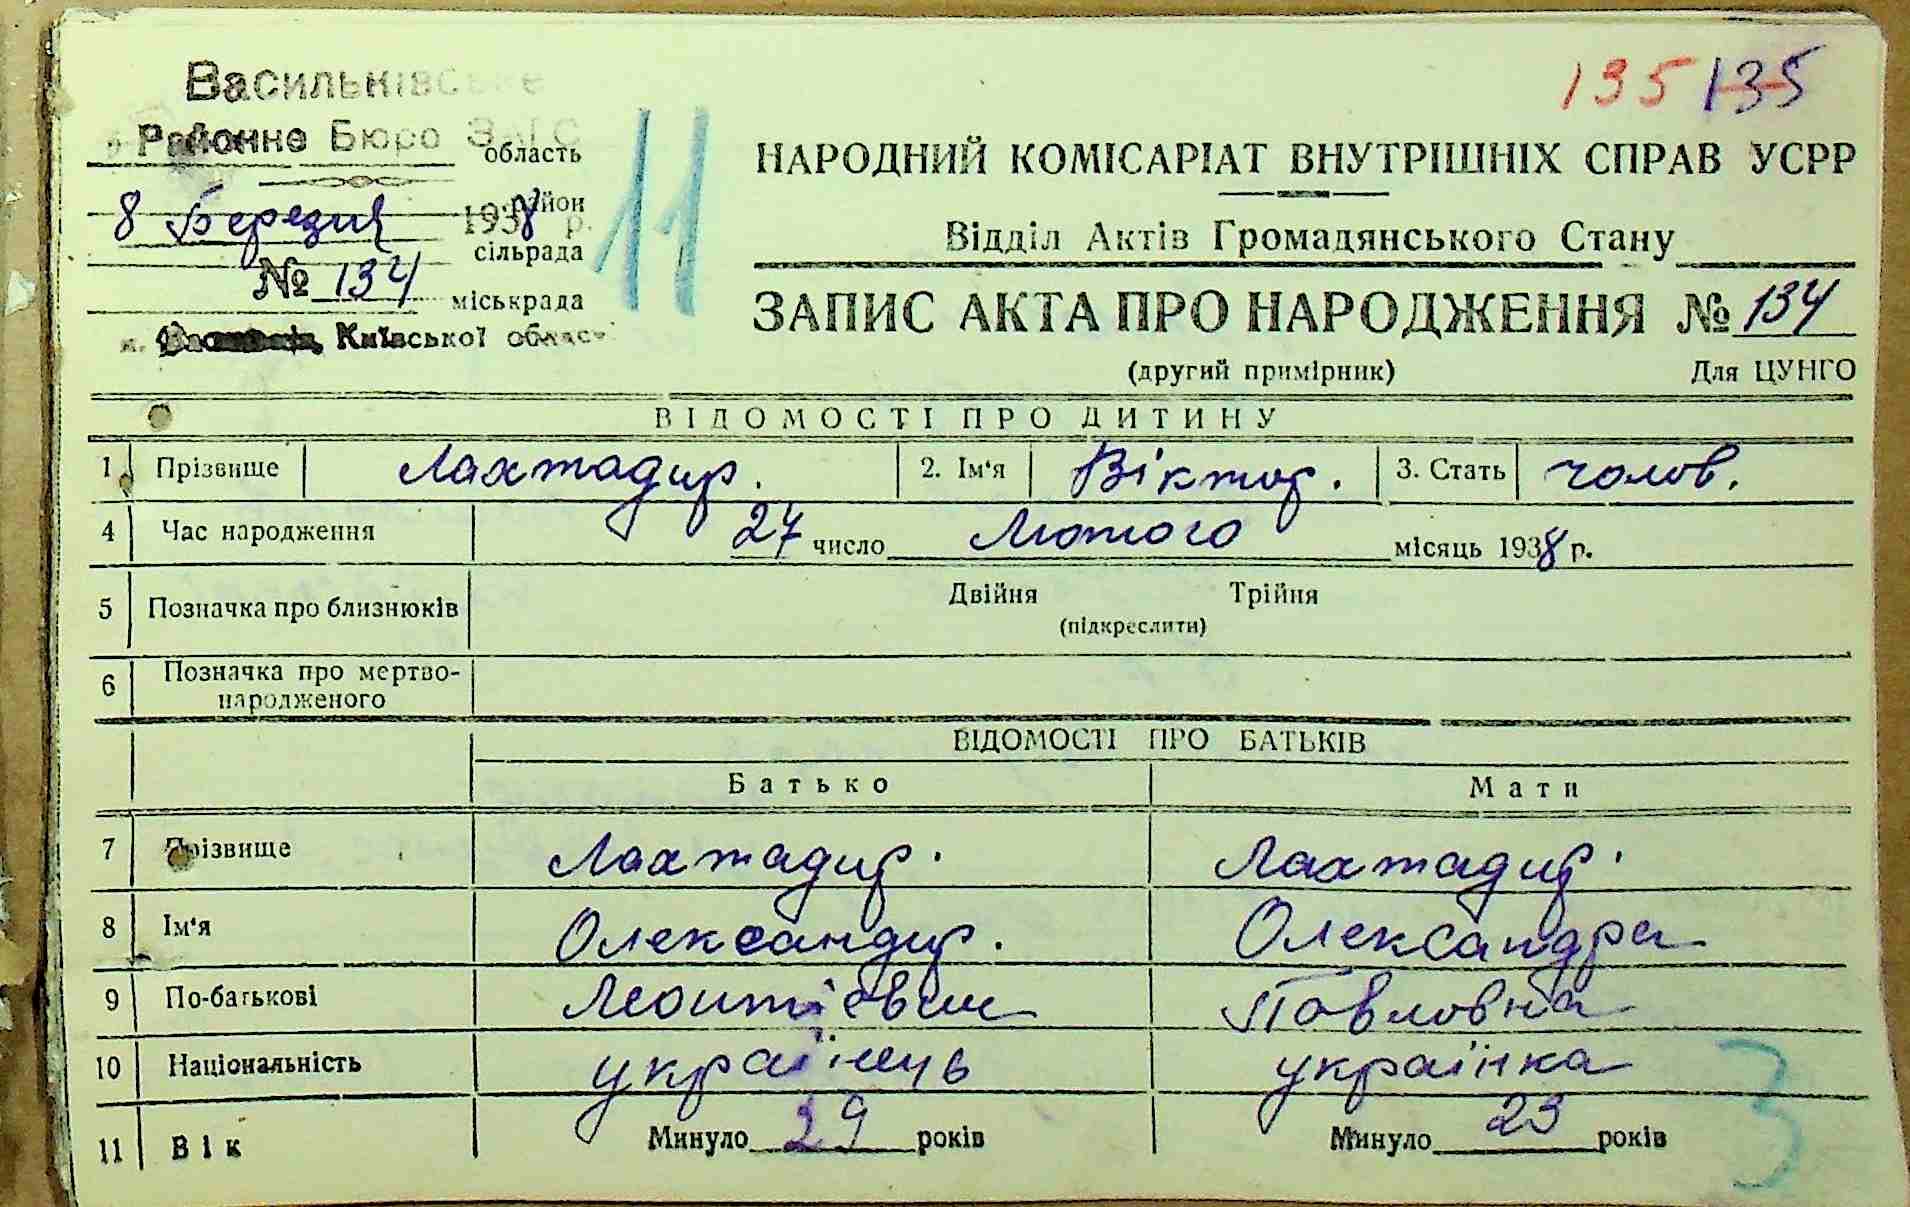 135 135
Васильківське
Районне Бюро ЗАГС
область
район
8 Березня 1938 р.
сільрада
№ 134
міськрада
Київської област
11
НАРОДНИЙ КОМІСАРІАТ ВНУТРІШНІХ СПРАВ УСРР
Відділ Актів Громадянського Стану
ЗАПИС АКТА ПРО НАРОДЖЕННЯ № 134
(другий примірник) Для ЦУНГО
ВІДОМОСТІ ПРО ДИТИНУ
1 Прізвище Лахтадир. 2. Ім'я Віктор. 3. Стать чолов.
4 Час народження 27 число Лютого місяць 1938 р.
5 Позначка про близнюків Двійня Трійня
(підкреслити)
6 Позначка про мертво-
народженого
ВІДОМОСТІ ПРО БАТЬКІВ
Батько Мати
7 Прізвище Лахтадир. Лахтадир.
8 Ім'я Олександр. Олександра
9 По-батькові Леонтієвич Павловна
10 Національність українець українка
3
11 Вік Минуло 29 років Минуло 23 років